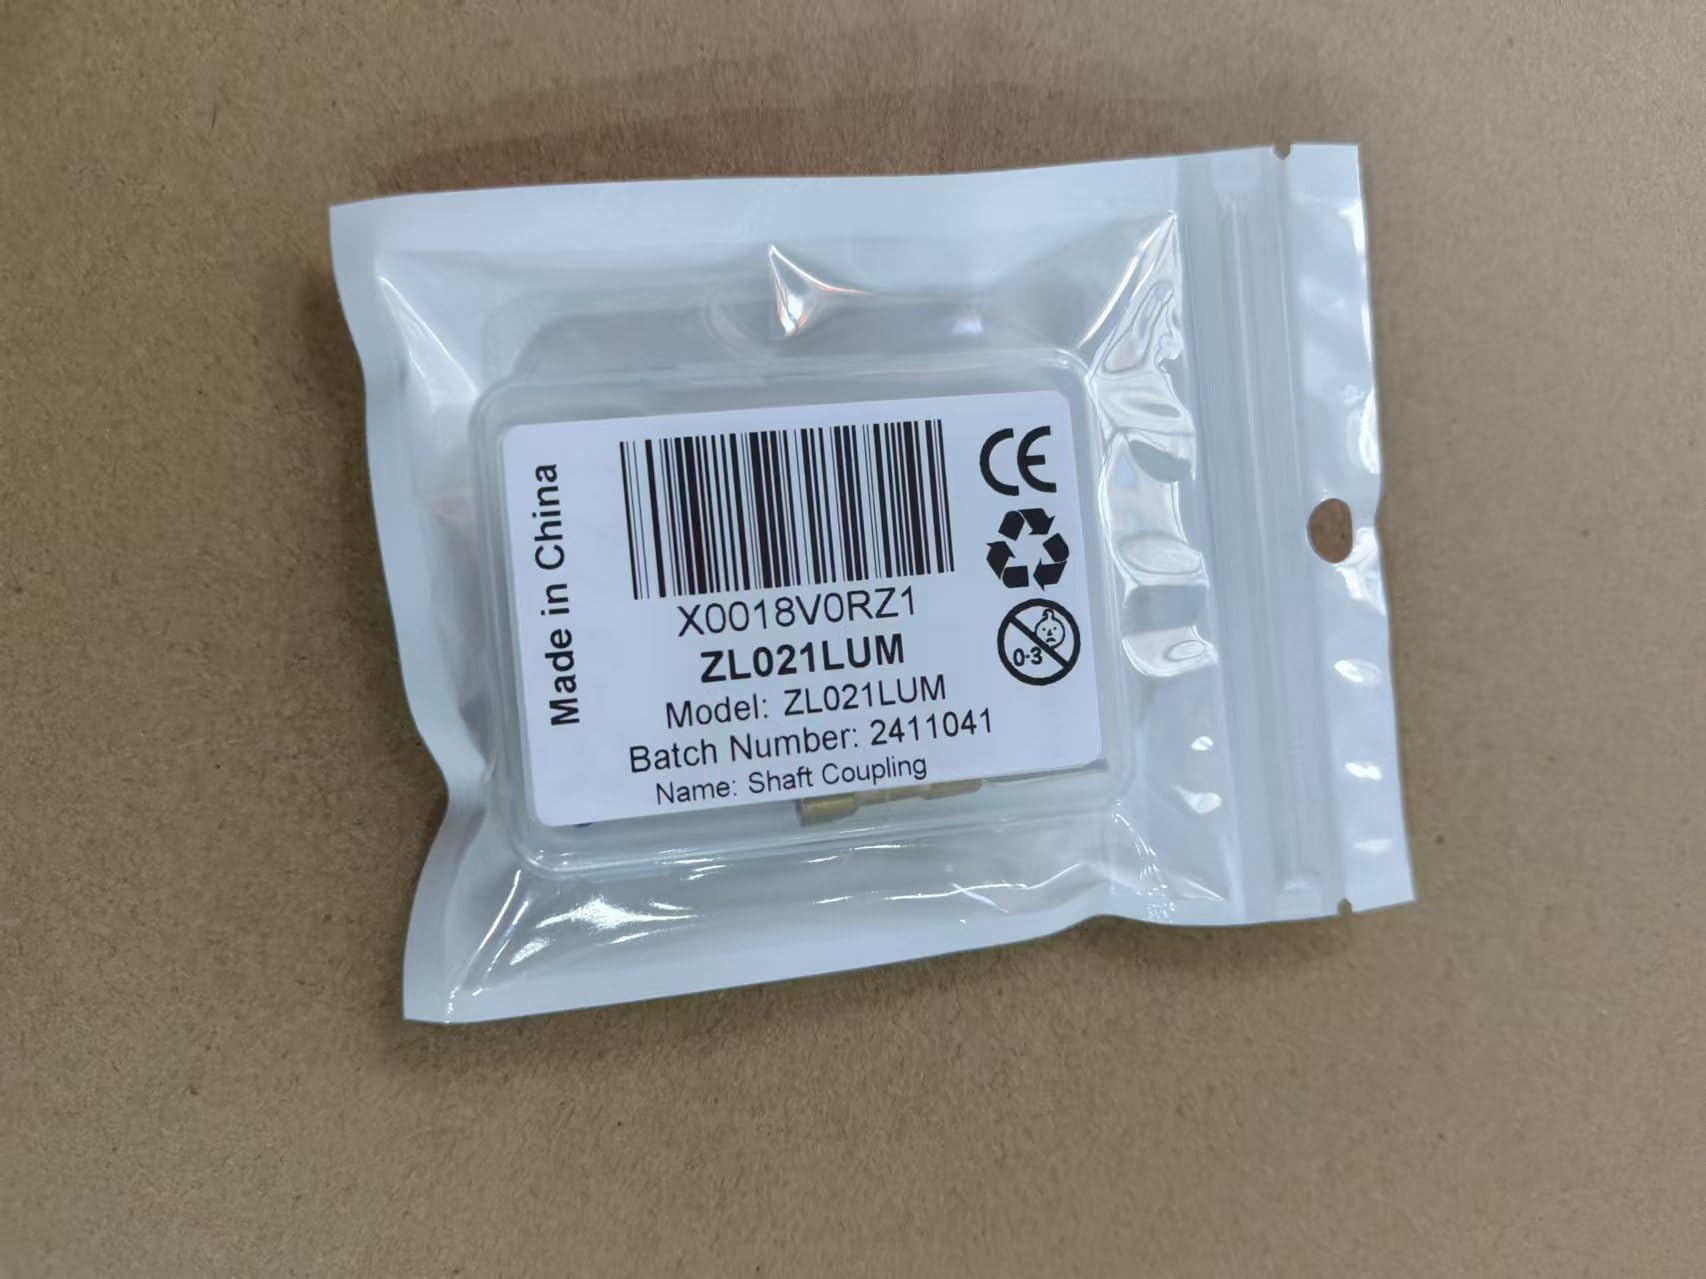 Made in China
CE
X0018V0RZ1
ZL021LUM
Model: ZL021LUM
Batch Number: 2411041
Name: Shaft Coupling
0-3